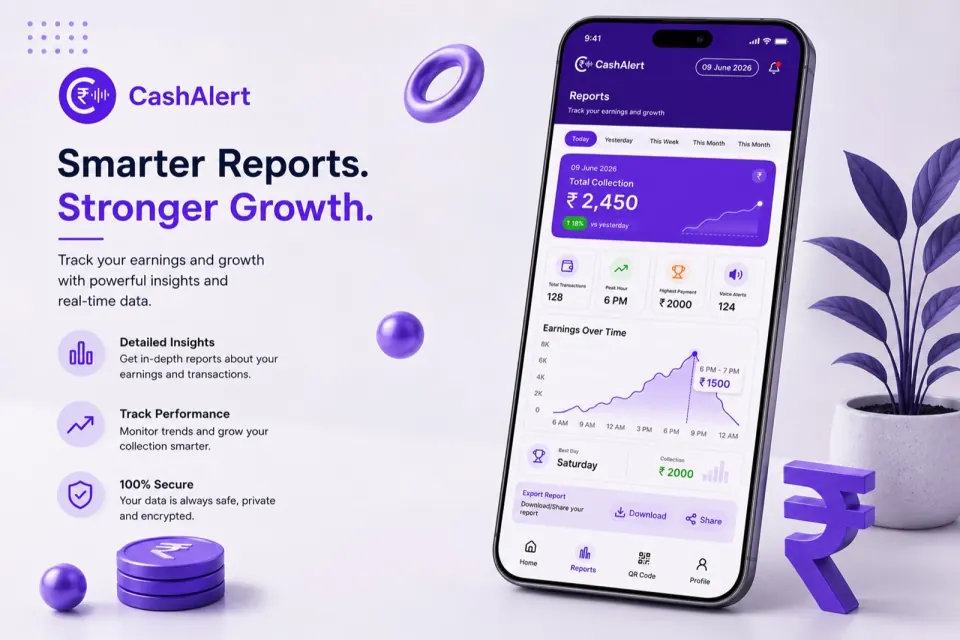 CashAlert
Smarter Reports.
Stronger Growth.
Track your earnings and growth
with powerful insights and
real-time data.
Detailed Insights
Get in-depth reports about your
earnings and transactions.
Track Performance
Monitor trends and grow your
collection smarter.
100% Secure
Your data is always safe, private
and encrypted.
9:41
CashAlert
09 June 2026
Reports
Track your earnings and growth
Today Yesterday This Week This Month This Month
09 June 2026
₹
Total Collection
₹ 2,450
↑ 18% vs yesterday
Total Transactions
128
Peak Hour
6 PM
Highest Payment
₹ 2000
Voice Alerts
124
Earnings Over Time
8K
6K
4K
2K
0
6 PM - 7 PM
₹ 1500
6 AM 9 AM 12 AM 3 PM 6 PM 9 PM 12 AM
Best Day
Saturday
Collection
₹ 2000
Export Report
Download/Share your
report
Download
Share
Home
Reports
QR Code
Profile
₹
₹